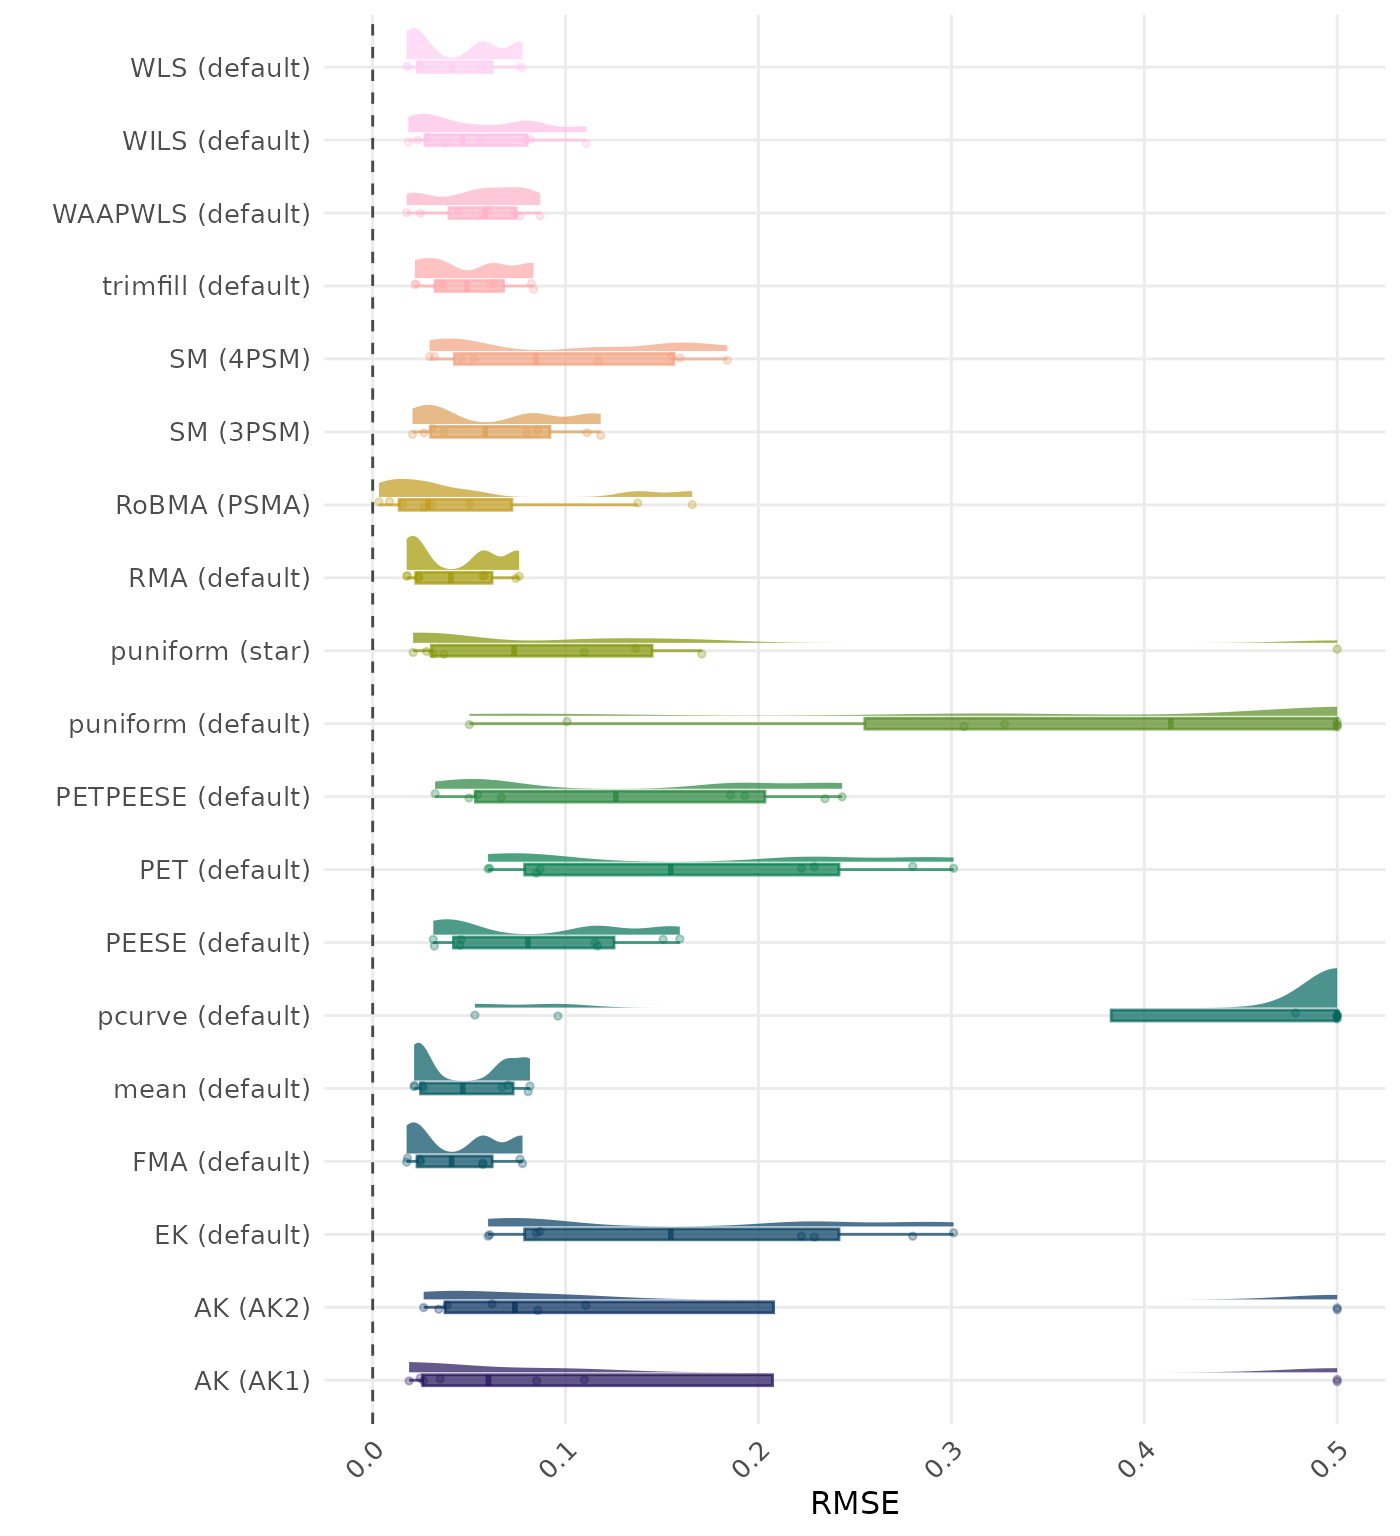 WLS (default)
WILS (default)
WAAPWLS (default)
trimfill (default)
SM (4PSM)
SM (3PSM)
RoBMA (PSMA)
RMA (default)
puniform (star)
puniform (default)
PETPEESE (default)
PET (default)
PEESE (default)
pcurve (default)
mean (default)
FMA (default)
EK (default)
AK (AK2)
AK (AK1)
0.0 0.1 0.2 0.3 0.4 0.5
RMSE